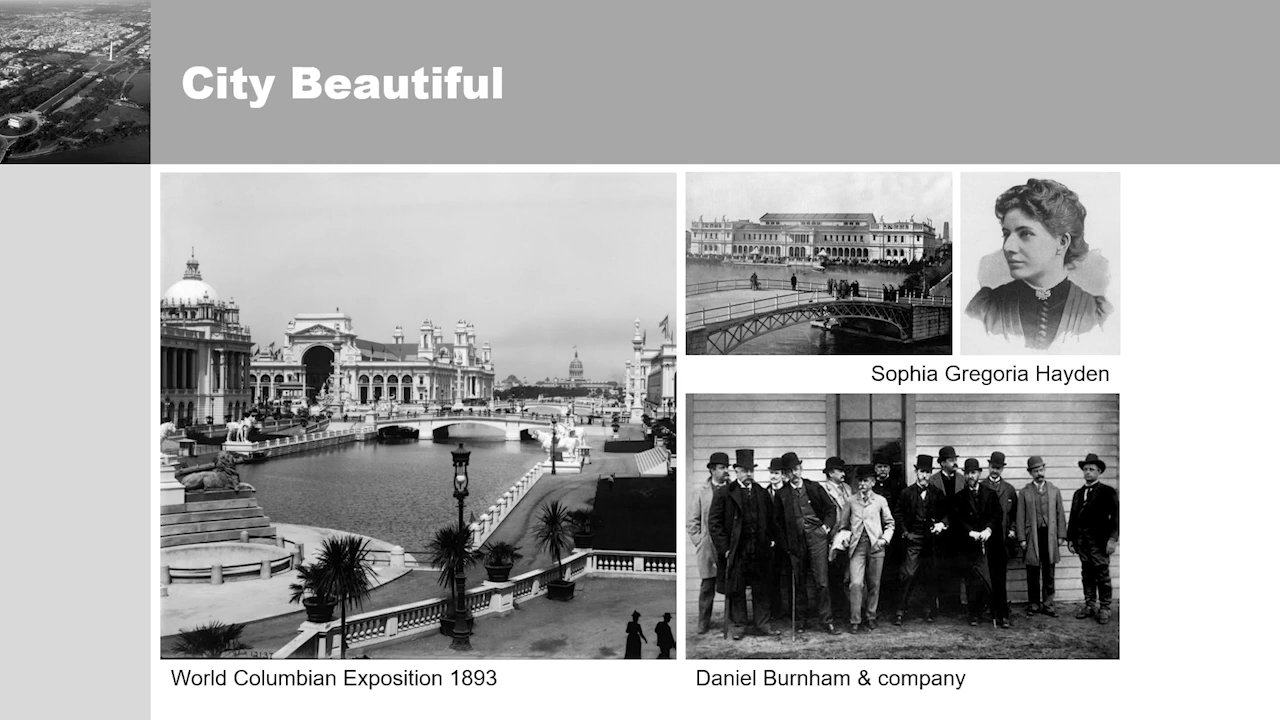 City Beautiful
Sophia Gregoria Hayden
World Columbian Exposition 1893
Daniel Burnham & company